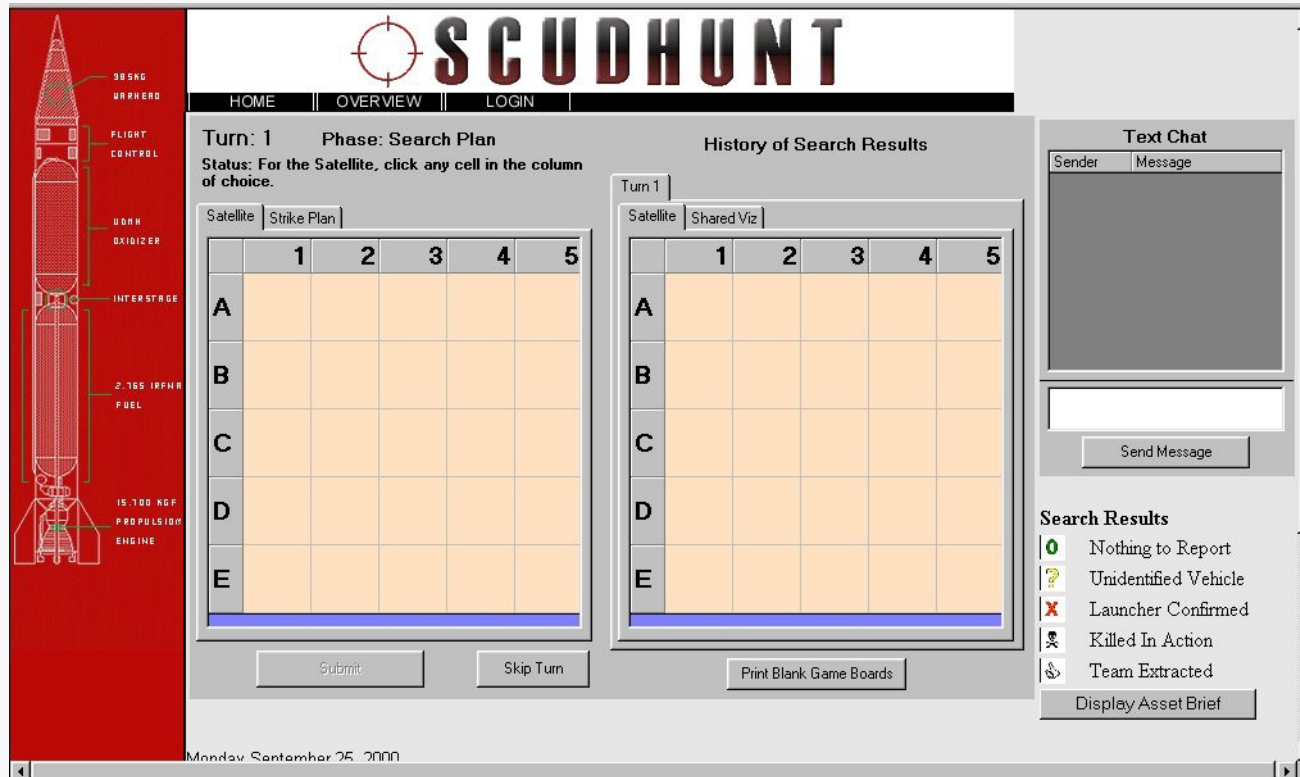 SCUDHUNT
HOME OVERVIEW LOGIN
985KG
WARHEAD
FLIGHT
CONTROL
UDMH
OXIDIZER
INTERSTAGE
2.765 IRFNA
FUEL
15.700 KGF
PROPULSION
ENGINE
Turn: 1 Phase: Search Plan
Status: For the Satellite, click any cell in the column
of choice.
Satellite Strike Plan
1 2 3 4 5
A
B
C
D
E
Submit Skip Turn
History of Search Results
Turn 1
Satellite Shared Viz
1 2 3 4 5
A
B
C
D
E
Print Blank Game Boards
Text Chat
Sender Message
Send Message
Search Results
0 Nothing to Report
? Unidentified Vehicle
X Launcher Confirmed
Killed In Action
Team Extracted
Display Asset Brief
Monday September 25, 2000